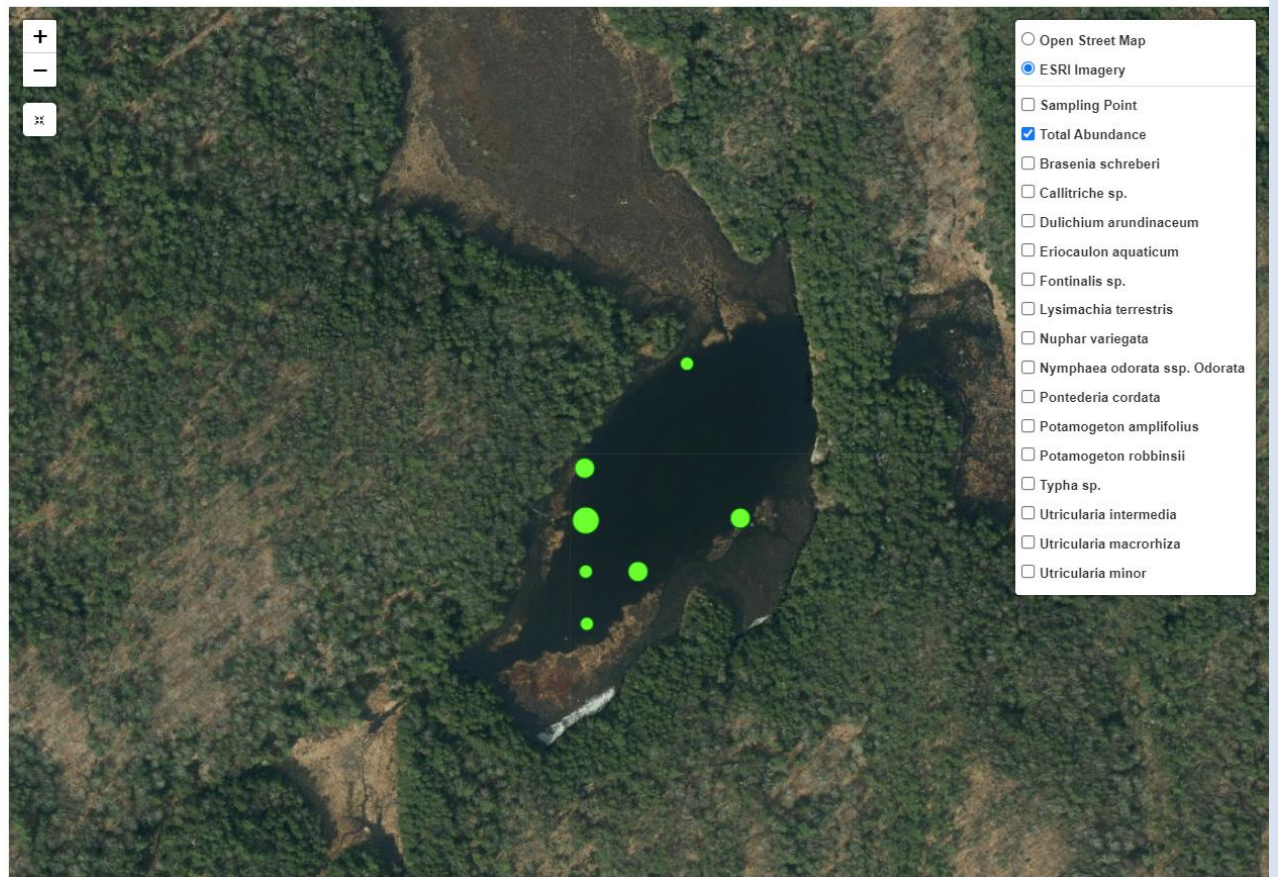 +
−
Open Street Map
ESRI Imagery
Sampling Point
Total Abundance
Brasenia schreberi
Callitriche sp.
Dulichium arundinaceum
Eriocaulon aquaticum
Fontinalis sp.
Lysimachia terrestris
Nuphar variegata
Nymphaea odorata ssp. Odorata
Pontederia cordata
Potamogeton amplifolius
Potamogeton robbinsii
Typha sp.
Utricularia intermedia
Utricularia macrorhiza
Utricularia minor